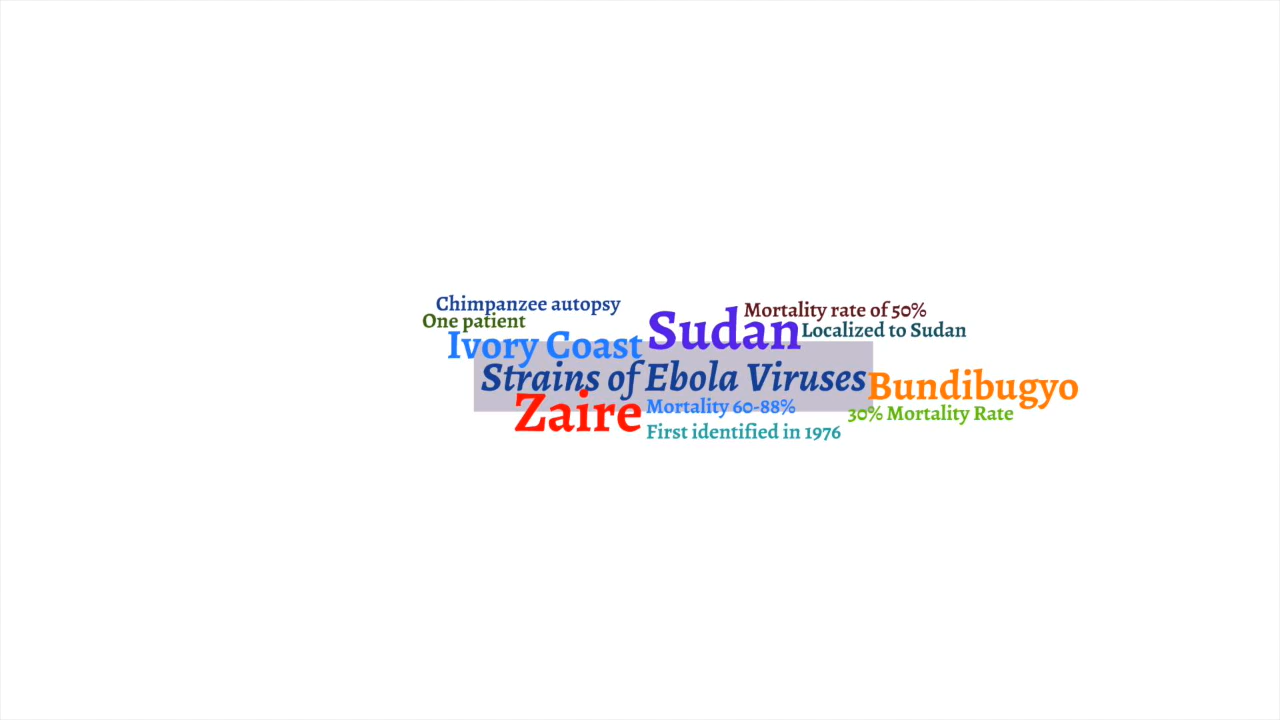 Chimpanzee autopsy
One patient
Ivory Coast
Sudan
Mortality rate of 50%
Localized to Sudan
Strains of Ebola Viruses
Zaire
Mortality 60-88%
First identified in 1976
Bundibugyo
30% Mortality Rate